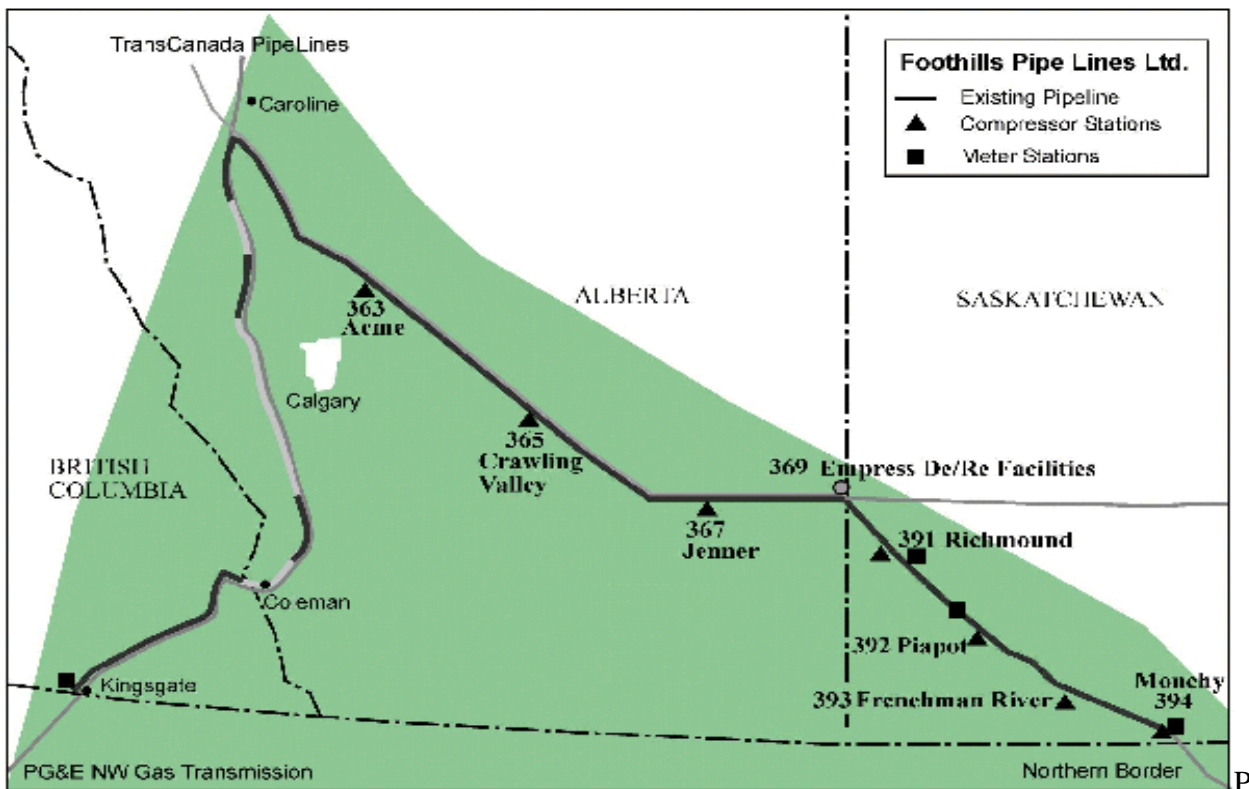 TransCanada PipeLines
Caroline
Foothills Pipe Lines Ltd.
Existing Pipeline
Compressor Stations
Meter Stations
ALBERTA
SASKATCHEWAN
363
Acme
Calgary
365
Crawling
Valley
BRITISH
COLUMBIA
369 Empress De/Re Facilities
367
Jenner
391 Richmound
Coleman
392 Piapot
Kingsgate
393 Frenchman River
Monchy
394
PG&E NW Gas Transmission
Northern Border
P